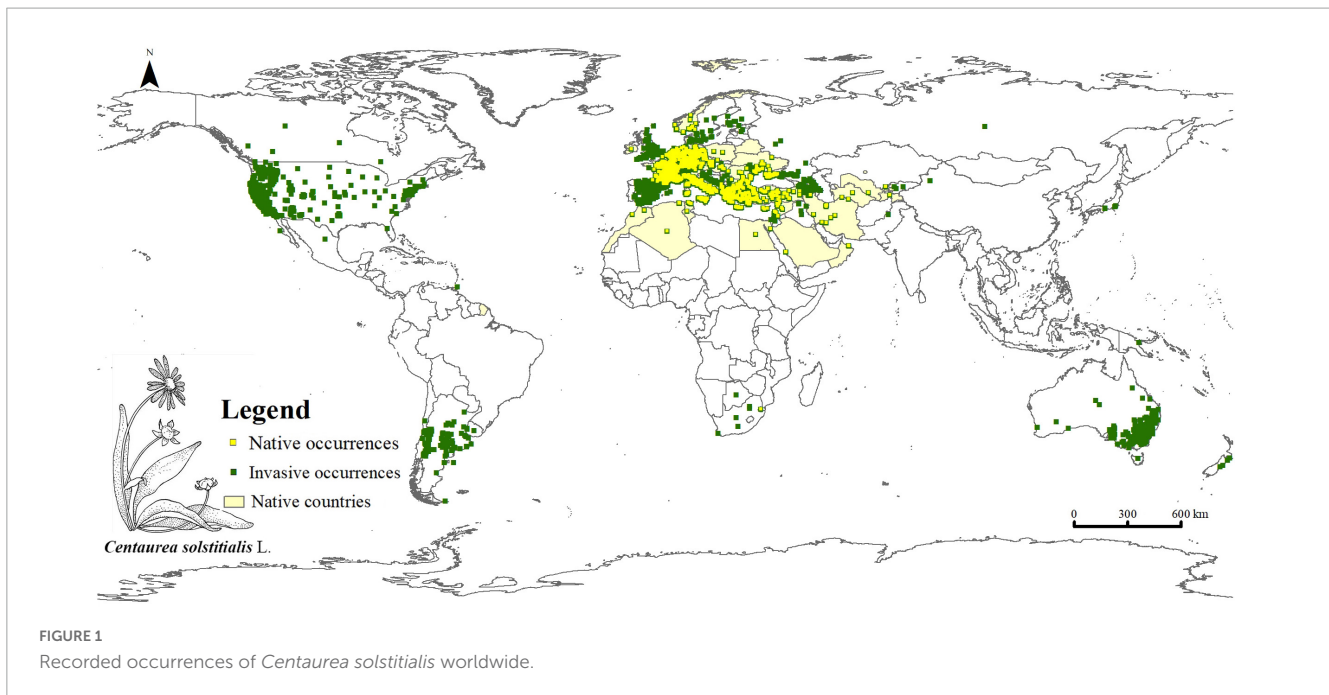 N
Legend
Native occurrences
Invasive occurrences
Native countries
Centaurea solstitialis L.
0 300 600 km
FIGURE 1
Recorded occurrences of Centaurea solstitialis worldwide.